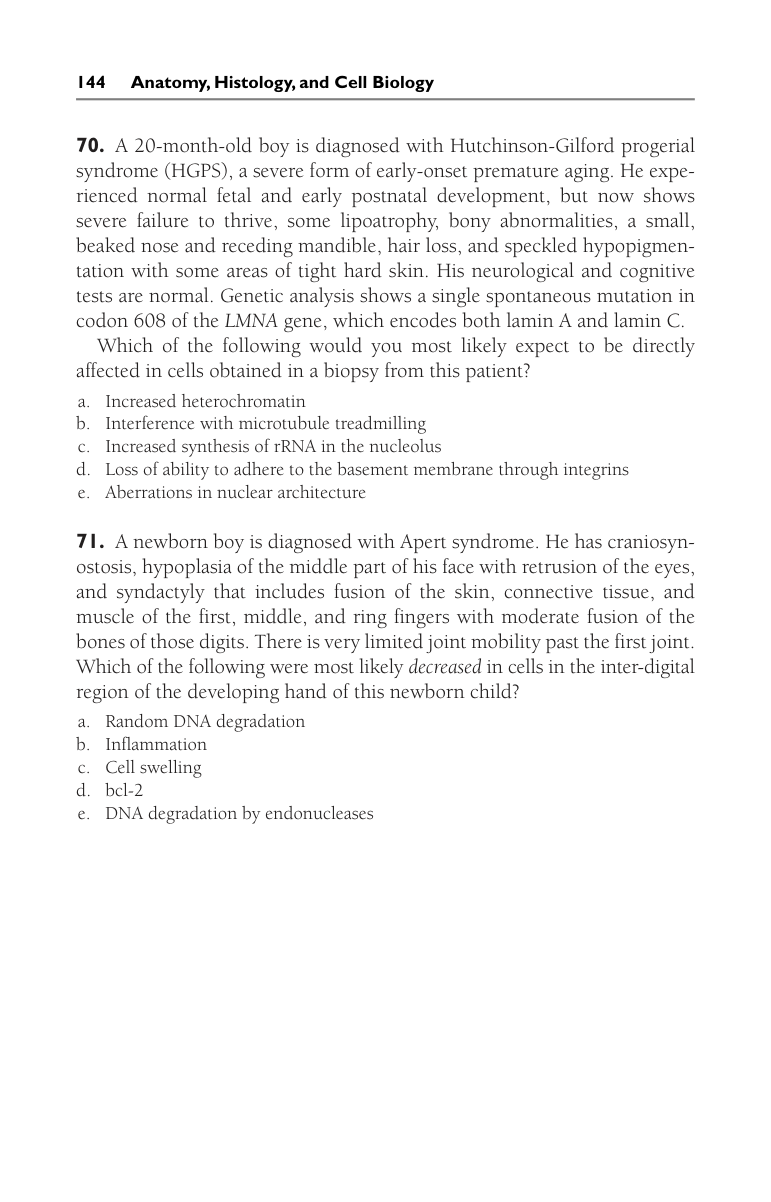 144 Anatomy, Histology, and Cell Biology
70. A 20-month-old boy is diagnosed with Hutchinson-Gilford progerial
syndrome (HGPS), a severe form of early-onset premature aging. He expe-
rienced normal fetal and early postnatal development, but now shows
severe failure to thrive, some lipoatrophy, bony abnormalities, a small,
beaked nose and receding mandible, hair loss, and speckled hypopigmen-
tation with some areas of tight hard skin. His neurological and cognitive
tests are normal. Genetic analysis shows a single spontaneous mutation in
codon 608 of the LMNA gene, which encodes both lamin A and lamin C.
Which of the following would you most likely expect to be directly
affected in cells obtained in a biopsy from this patient?
a. Increased heterochromatin
b. Interference with microtubule treadmilling
c. Increased synthesis of rRNA in the nucleolus
d. Loss of ability to adhere to the basement membrane through integrins
e. Aberrations in nuclear architecture
71. A newborn boy is diagnosed with Apert syndrome. He has craniosyn-
ostosis, hypoplasia of the middle part of his face with retrusion of the eyes,
and syndactyly that includes fusion of the skin, connective tissue, and
muscle of the first, middle, and ring fingers with moderate fusion of the
bones of those digits. There is very limited joint mobility past the first joint.
Which of the following were most likely decreased in cells in the inter-digital
region of the developing hand of this newborn child?
a. Random DNA degradation
b. Inflammation
c. Cell swelling
d. bcl-2
e. DNA degradation by endonucleases